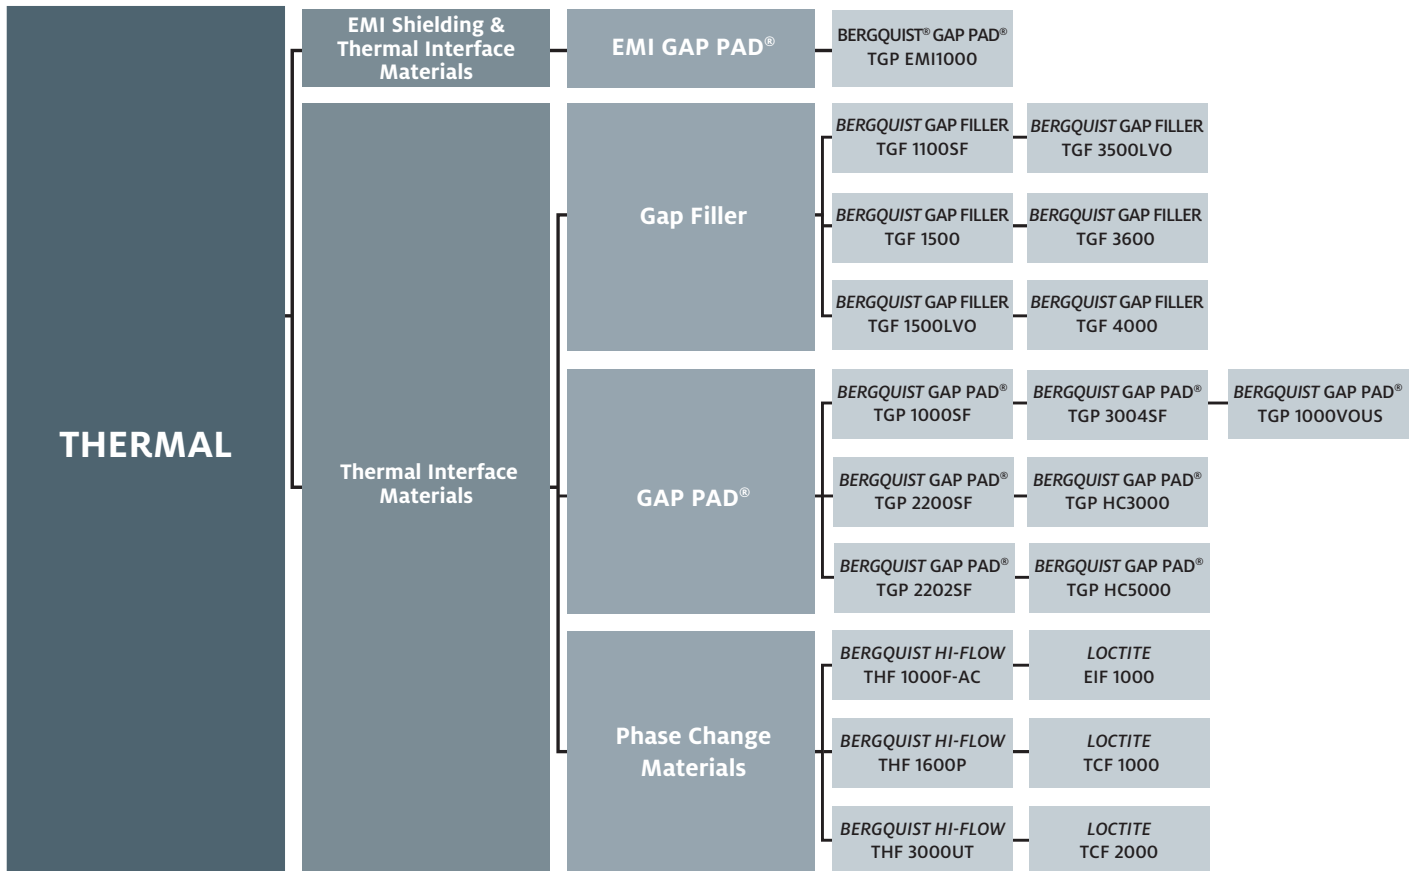 THERMAL
EMI Shielding &
Thermal Interface
Materials
EMI GAP PAD®
BERGQUIST® GAP PAD®
TGP EMI1000
Thermal Interface
Materials
Gap Filler
BERGQUIST GAP FILLER
TGF 1100SF
BERGQUIST GAP FILLER
TGF 3500LVO
BERGQUIST GAP FILLER
TGF 1500
BERGQUIST GAP FILLER
TGF 3600
BERGQUIST GAP FILLER
TGF 1500LVO
BERGQUIST GAP FILLER
TGF 4000
GAP PAD®
BERGQUIST GAP PAD®
TGP 1000SF
BERGQUIST GAP PAD®
TGP 3004SF
BERGQUIST GAP PAD®
TGP 1000VOUS
BERGQUIST GAP PAD®
TGP 2200SF
BERGQUIST GAP PAD®
TGP HC3000
BERGQUIST GAP PAD®
TGP 2202SF
BERGQUIST GAP PAD®
TGP HC5000
Phase Change
Materials
BERGQUIST HI-FLOW
THF 1000F-AC
LOCTITE
EIF 1000
BERGQUIST HI-FLOW
THF 1600P
LOCTITE
TCF 1000
BERGQUIST HI-FLOW
THF 3000UT
LOCTITE
TCF 2000